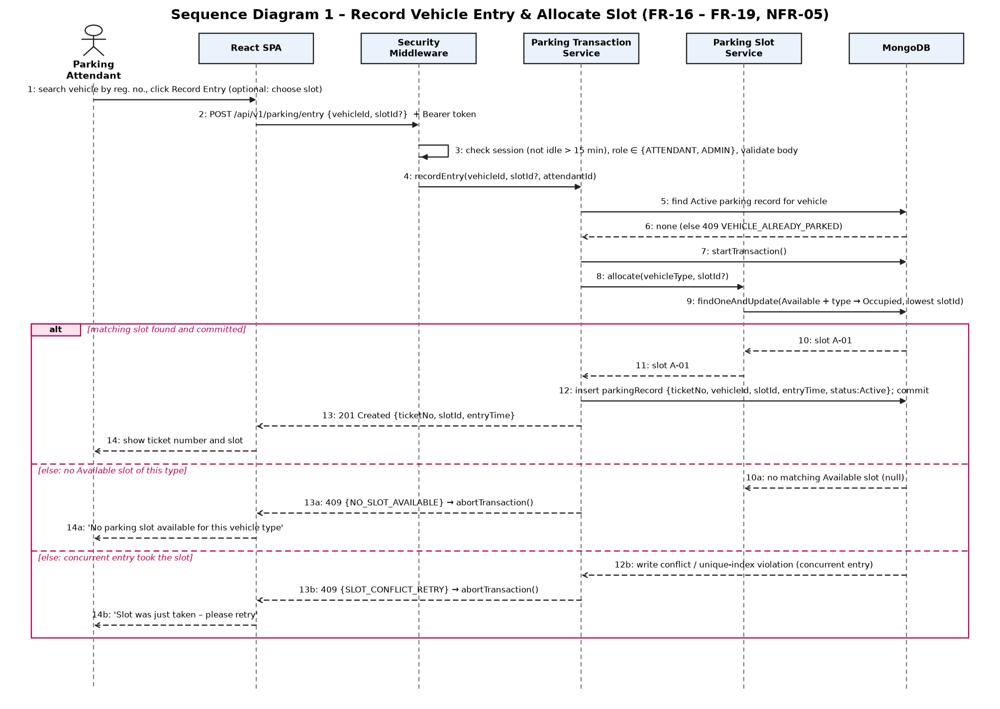 Sequence Diagram 1 – Record Vehicle Entry & Allocate Slot (FR-16 – FR-19, NFR-05)
Parking
Attendant
React SPA
Security
Middleware
Parking Transaction
Service
Parking Slot
Service
MongoDB
1: search vehicle by reg. no., click Record Entry (optional: choose slot)
2: POST /api/v1/parking/entry {vehicleId, slotId?} + Bearer token
3: check session (not idle > 15 min), role ∈ {ATTENDANT, ADMIN}, validate body
4: recordEntry(vehicleId, slotId?, attendantId)
5: find Active parking record for vehicle
6: none (else 409 VEHICLE_ALREADY_PARKED)
7: startTransaction()
8: allocate(vehicleType, slotId?)
9: findOneAndUpdate(Available + type → Occupied, lowest slotId)
alt
[matching slot found and committed]
10: slot A-01
11: slot A-01
12: insert parkingRecord {ticketNo, vehicleId, slotId, entryTime, status:Active}; commit
13: 201 Created {ticketNo, slotId, entryTime}
14: show ticket number and slot
[else: no Available slot of this type]
10a: no matching Available slot (null)
13a: 409 {NO_SLOT_AVAILABLE} → abortTransaction()
14a: 'No parking slot available for this vehicle type'
[else: concurrent entry took the slot]
12b: write conflict / unique-index violation (concurrent entry)
13b: 409 {SLOT_CONFLICT_RETRY} → abortTransaction()
14b: 'Slot was just taken – please retry'